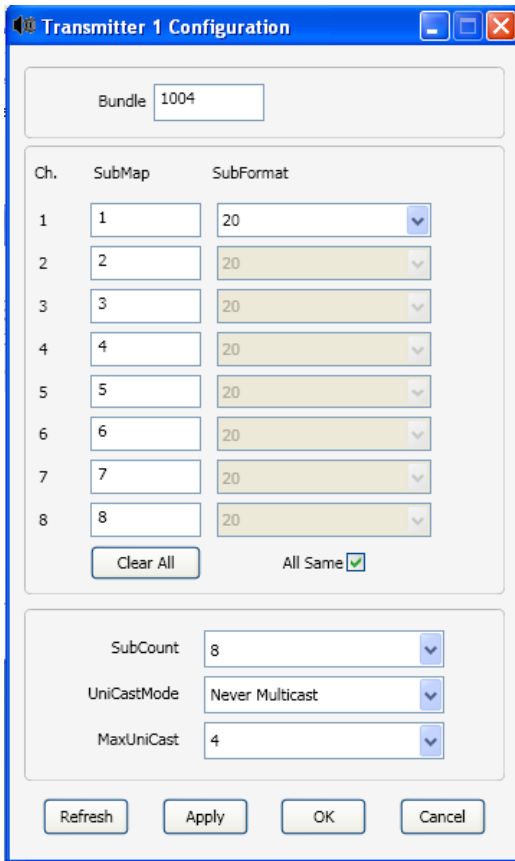 Transmitter 1 Configuration
Bundle 1004
Ch. SubMap SubFormat
1 1 20
2 2 20
3 3 20
4 4 20
5 5 20
6 6 20
7 7 20
8 8 20
Clear All All Same
SubCount 8
UniCastMode Never Multicast
MaxUniCast 4
Refresh Apply OK Cancel